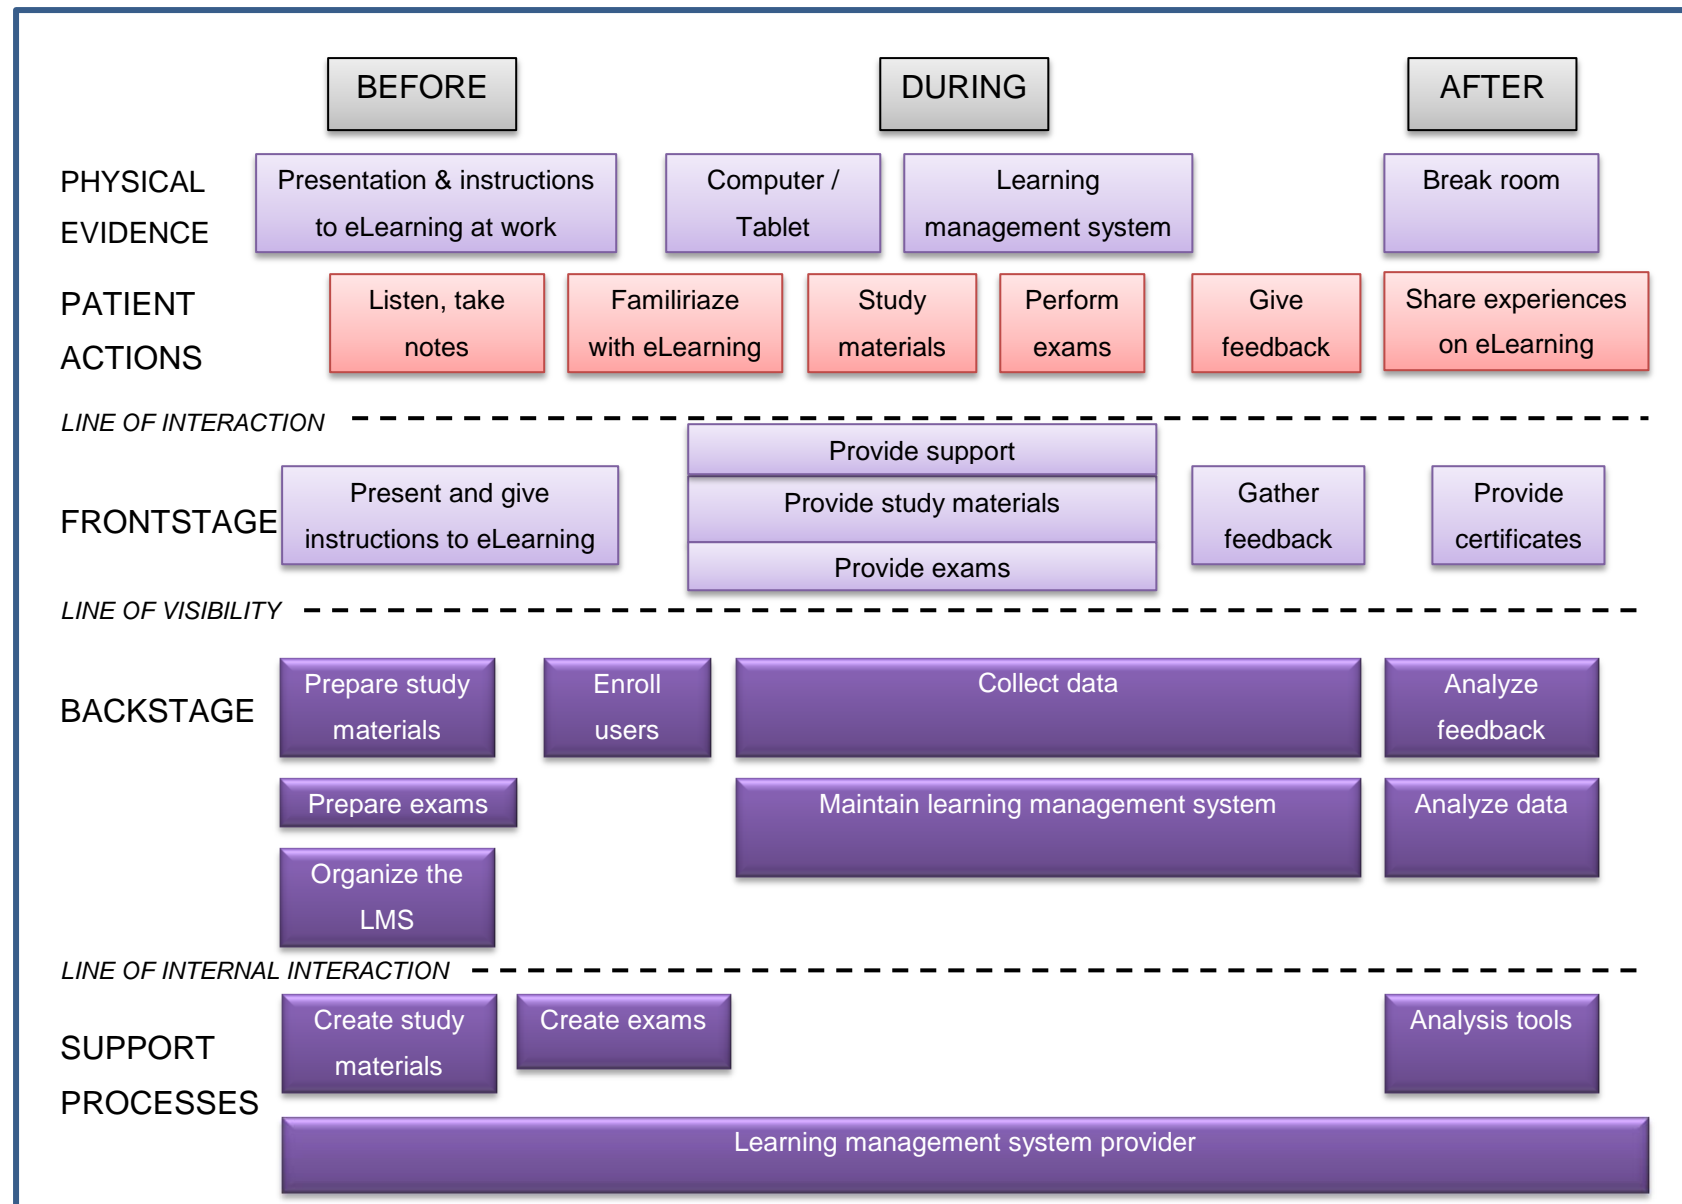 BEFORE
DURING
AFTER
PHYSICAL
EVIDENCE
Presentation & instructions
to eLearning at work
Computer /
Tablet
Learning
management system
Break room
PATIENT
ACTIONS
Listen, take
notes
Familiriaze
with eLearning
Study
materials
Perform
exams
Give
feedback
Share experiences
on eLearning
LINE OF INTERACTION
FRONTSTAGE
Present and give
instructions to eLearning
Provide support
Provide study materials
Provide exams
Gather
feedback
Provide
certificates
LINE OF VISIBILITY
BACKSTAGE
Prepare study
materials
Enroll
users
Collect data
Analyze
feedback
Prepare exams
Maintain learning management system
Analyze data
Organize the
LMS
LINE OF INTERNAL INTERACTION
SUPPORT
PROCESSES
Create study
materials
Create exams
Analysis tools
Learning management system provider